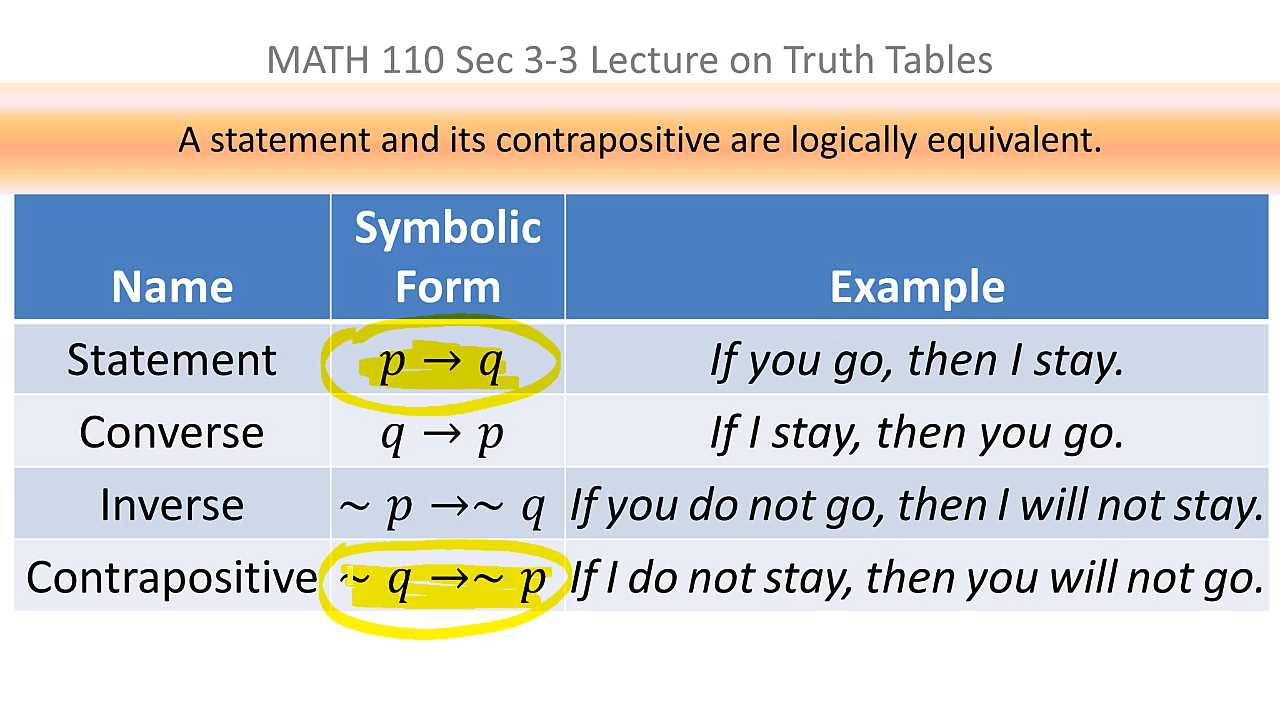 MATH 110 Sec 3-3 Lecture on Truth Tables
A statement and its contrapositive are logically equivalent.
Name Symbolic Form Example
Statement p → q If you go, then I stay.
Converse q → p If I stay, then you go.
Inverse ~ p →~ q If you do not go, then I will not stay.
Contrapositive ~ q →~ p If I do not stay, then you will not go.